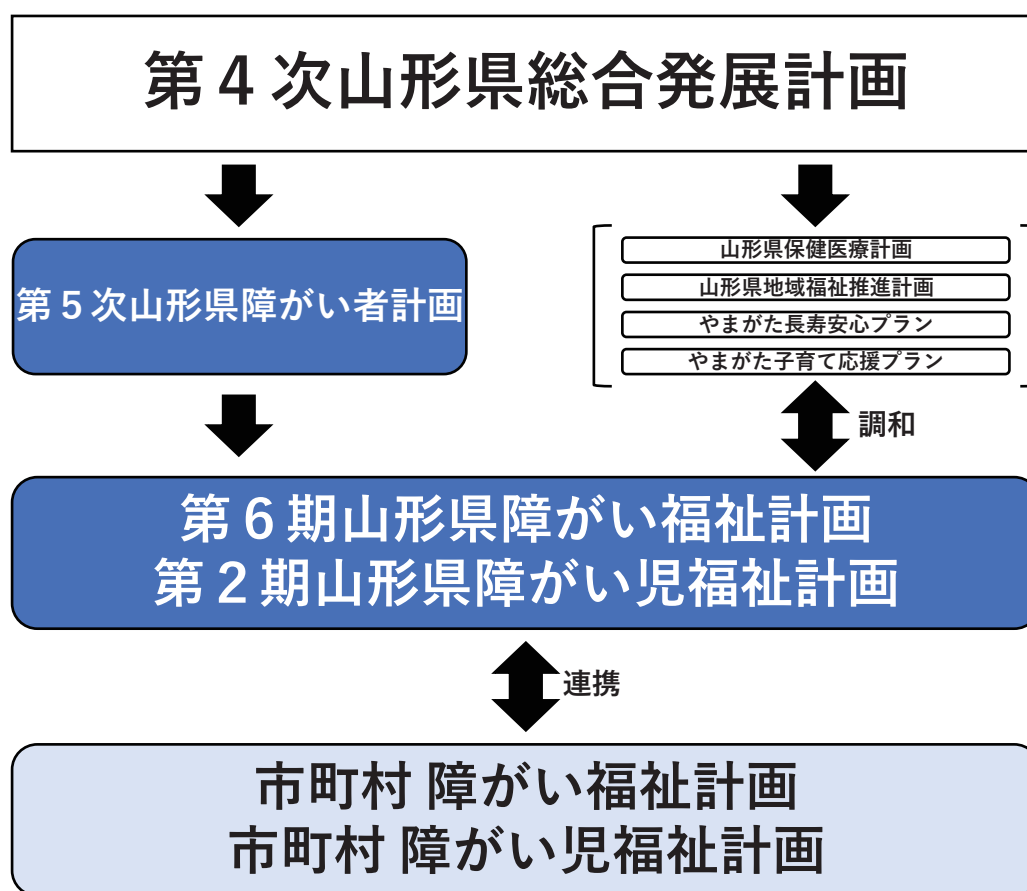 第４次山形県総合発展計画
第５次山形県障がい者計画
山形県保健医療計画
山形県地域福祉推進計画
やまがた長寿安心プラン
やまがた子育て応援プラン
調和
第６期山形県障がい福祉計画
第２期山形県障がい児福祉計画
連携
市町村 障がい福祉計画
市町村 障がい児福祉計画